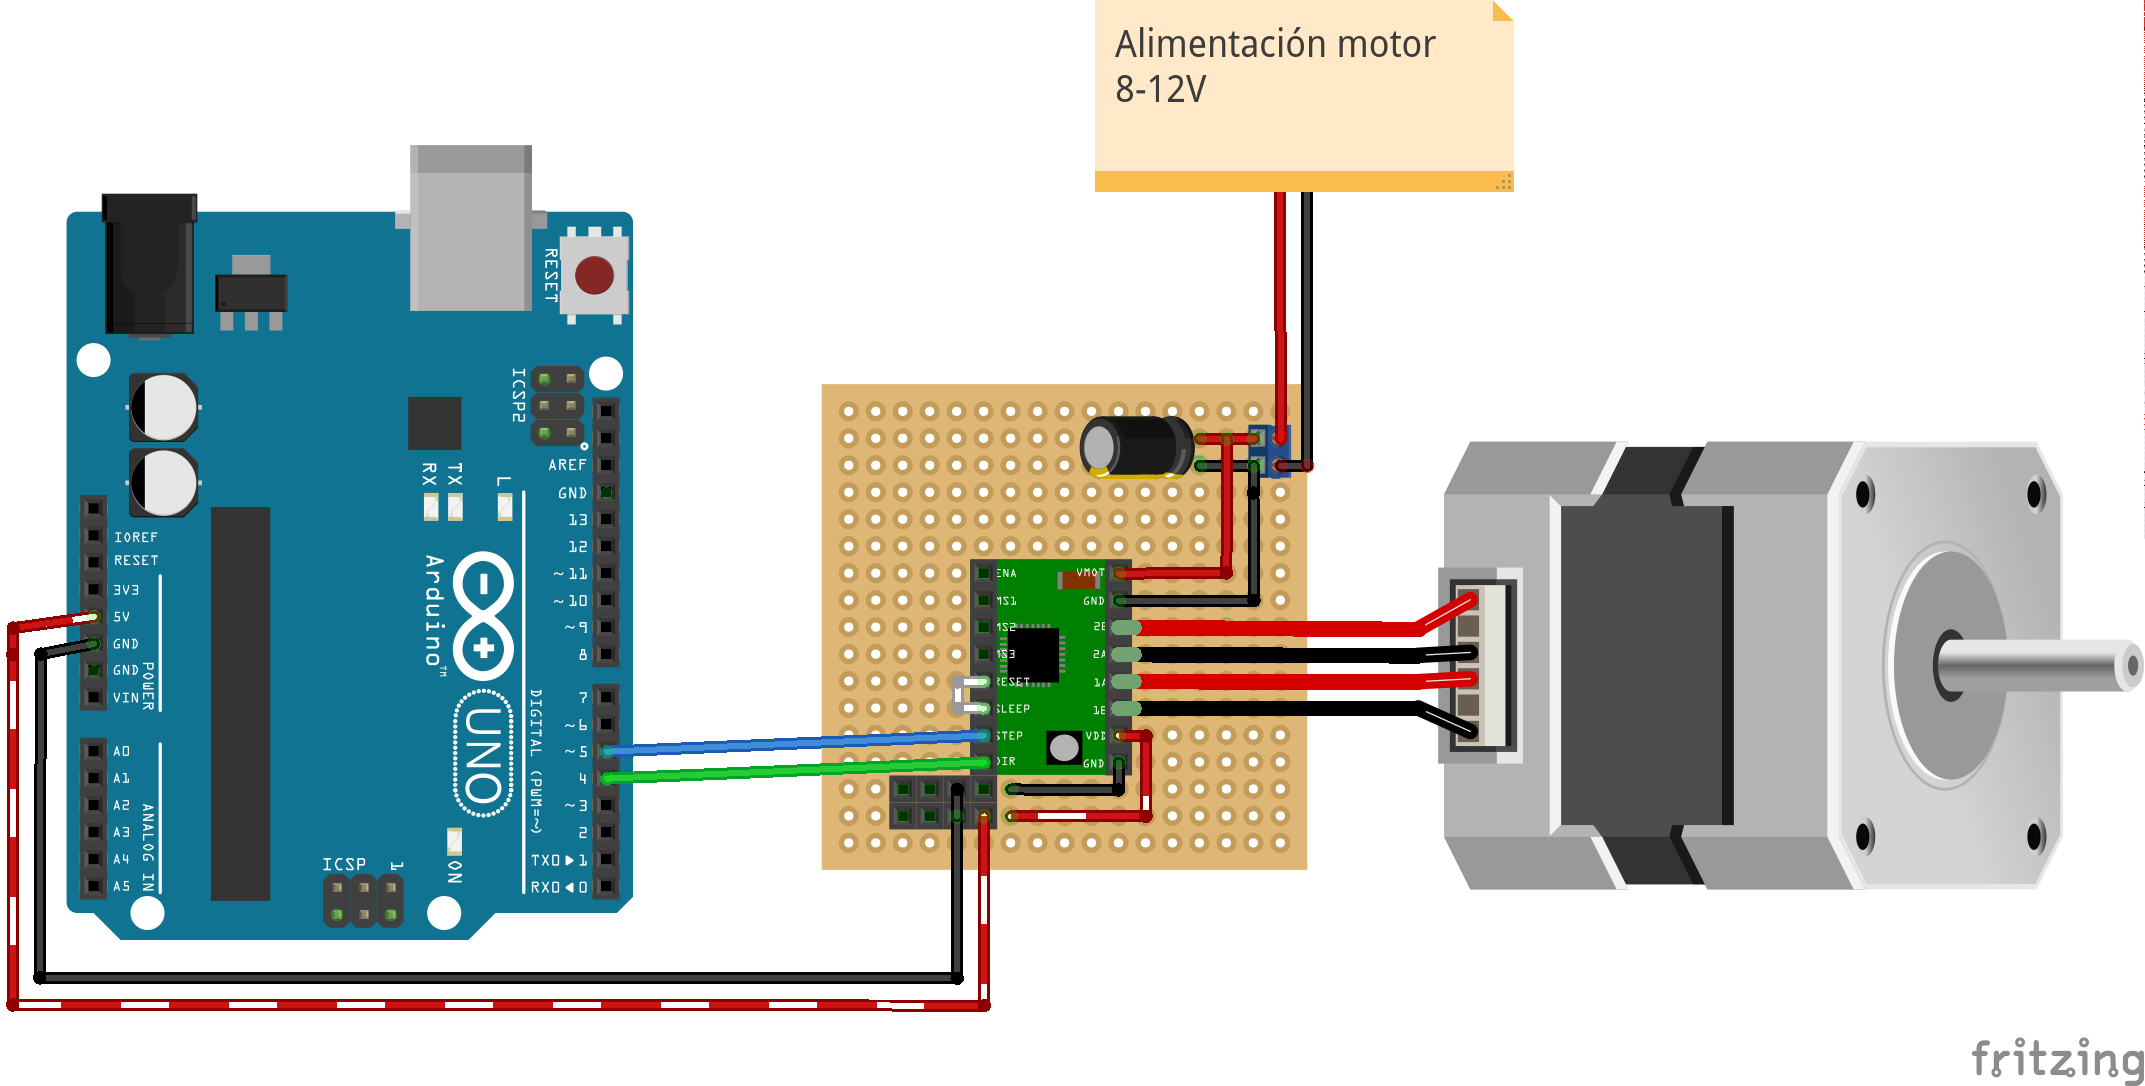 Alimentación motor
8-12V
RESET
ICSP2
RX
TX
L
AREF
GND
13
12
~11
~10
~9
8
7
~6
~5
4
~3
2
TX0▶1
RX0◀0
DIGITAL (PWM=~)
Arduino™
UNO
IOREF
RESET
3V3
5V
GND
GND
VIN
POWER
A0
A1
A2
A3
A4
A5
ANALOG IN
ICSP
1
ON
ENA
MS1
MS2
MS3
RESET
SLEEP
STEP
DIR
VMOT
GND
2B
2A
1A
1B
VDD
GND
fritzing